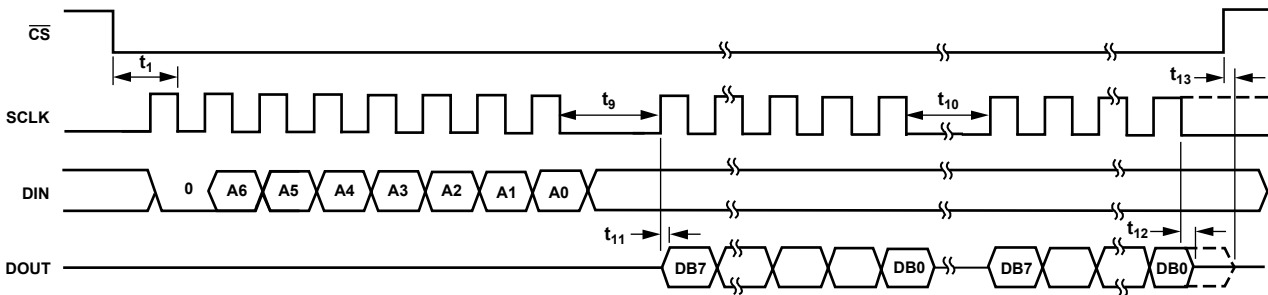 CS
t1
t13
SCLK
t9
t10
DIN
0 A6 A5 A4 A3 A2 A1 A0
t11
t12
DOUT
DB7 DB0 DB7 DB0